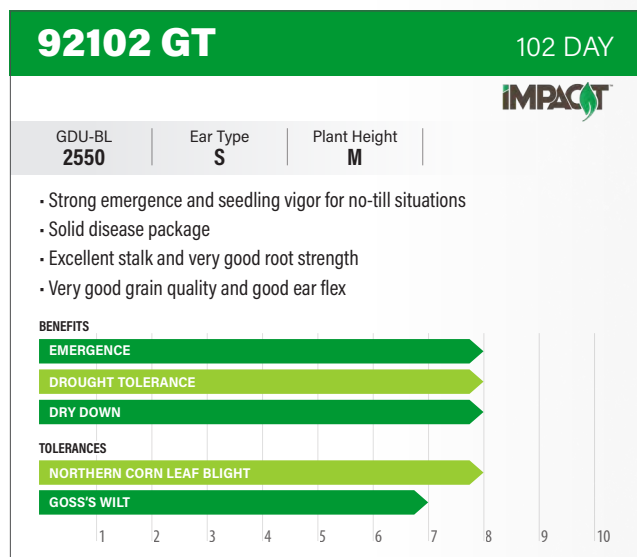 92102 GT 102 DAY
iMPACT™
GDU-BL Ear Type Plant Height
2550 S M
· Strong emergence and seedling vigor for no-till situations
· Solid disease package
· Excellent stalk and very good root strength
· Very good grain quality and good ear flex
BENEFITS
EMERGENCE
DROUGHT TOLERANCE
DRY DOWN
TOLERANCES
NORTHERN CORN LEAF BLIGHT
GOSS'S WILT
1 2 3 4 5 6 7 8 9 10